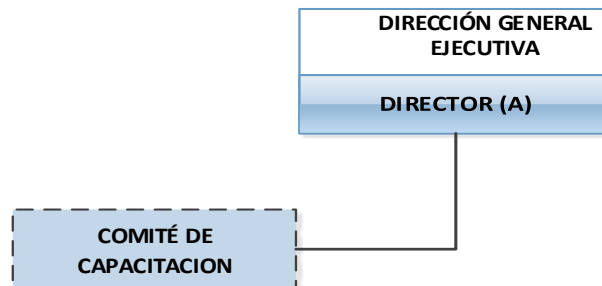 DIRECCIÓN GENERAL
EJECUTIVA
DIRECTOR (A)
COMITÉ DE
CAPACITACION